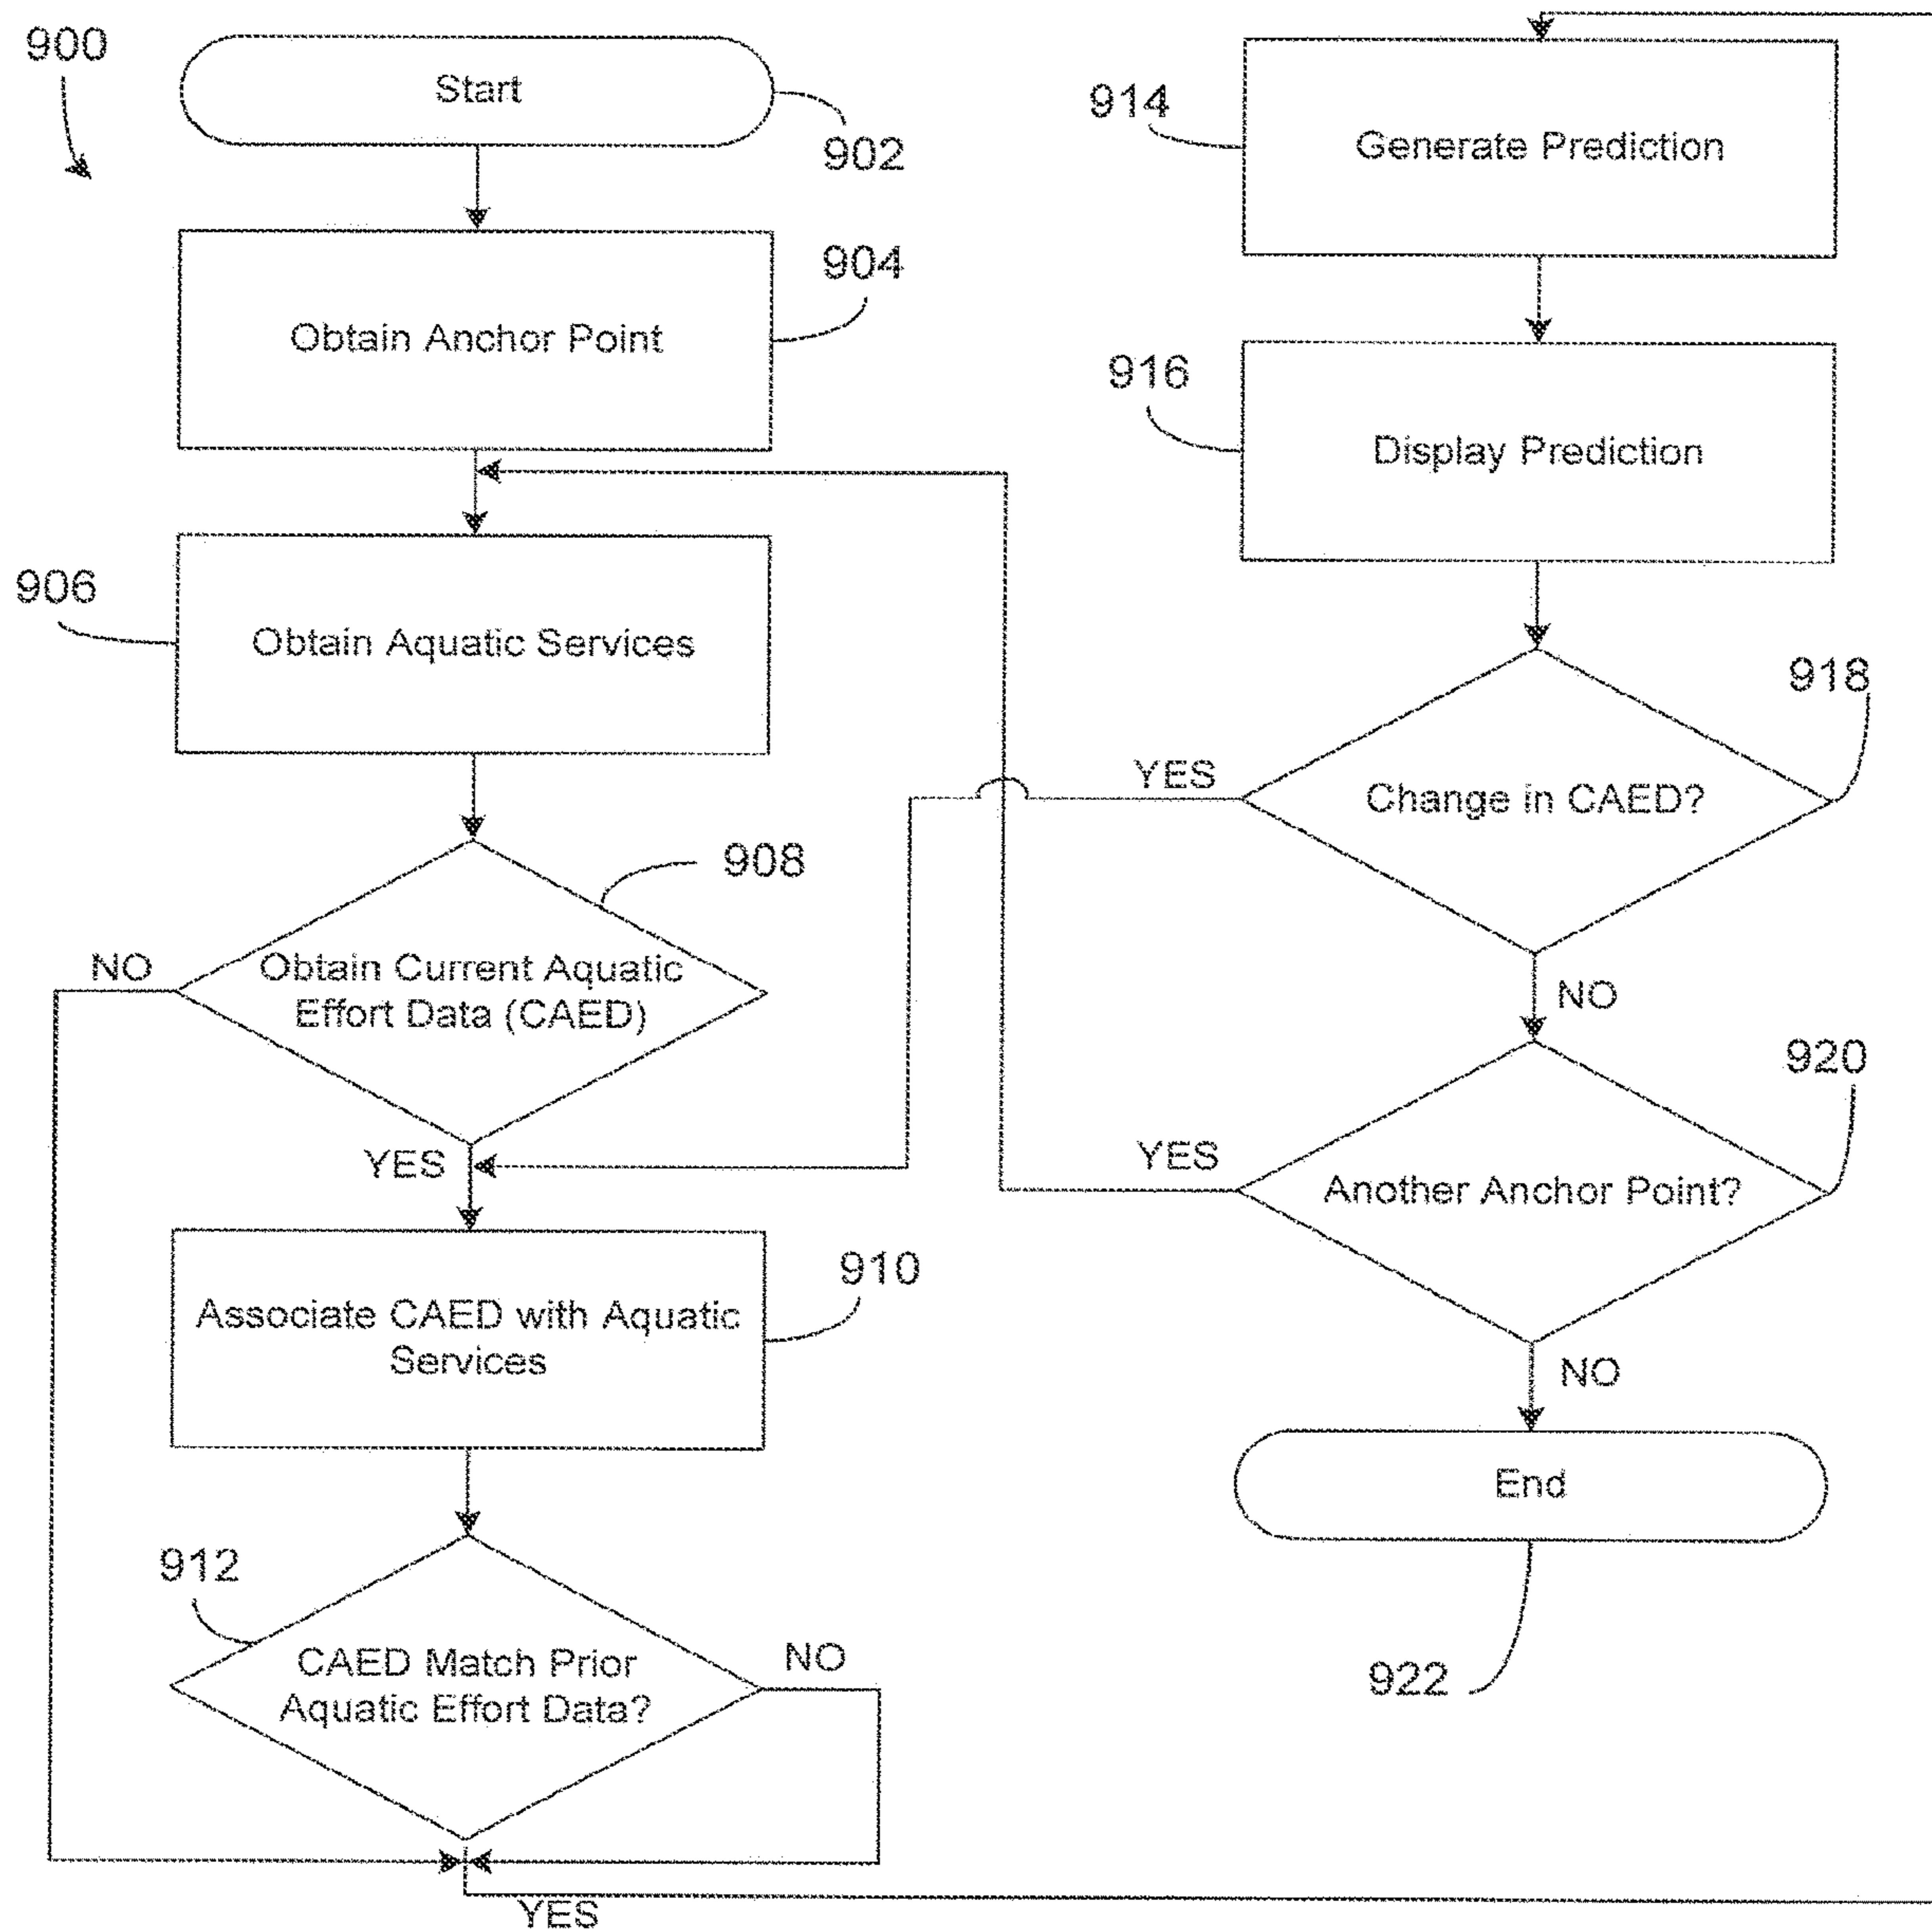 900
Start
902
Obtain Anchor Point
904
906
Obtain Aquatic Services
908
NO
Obtain Current Aquatic
Effort Data (CAED)
YES
Associate CAED with Aquatic
Services
910
912
CAED Match Prior
Aquatic Effort Data?
NO
YES
914
Generate Prediction
916
Display Prediction
918
YES
Change in CAED?
NO
920
YES
Another Anchor Point?
NO
End
922